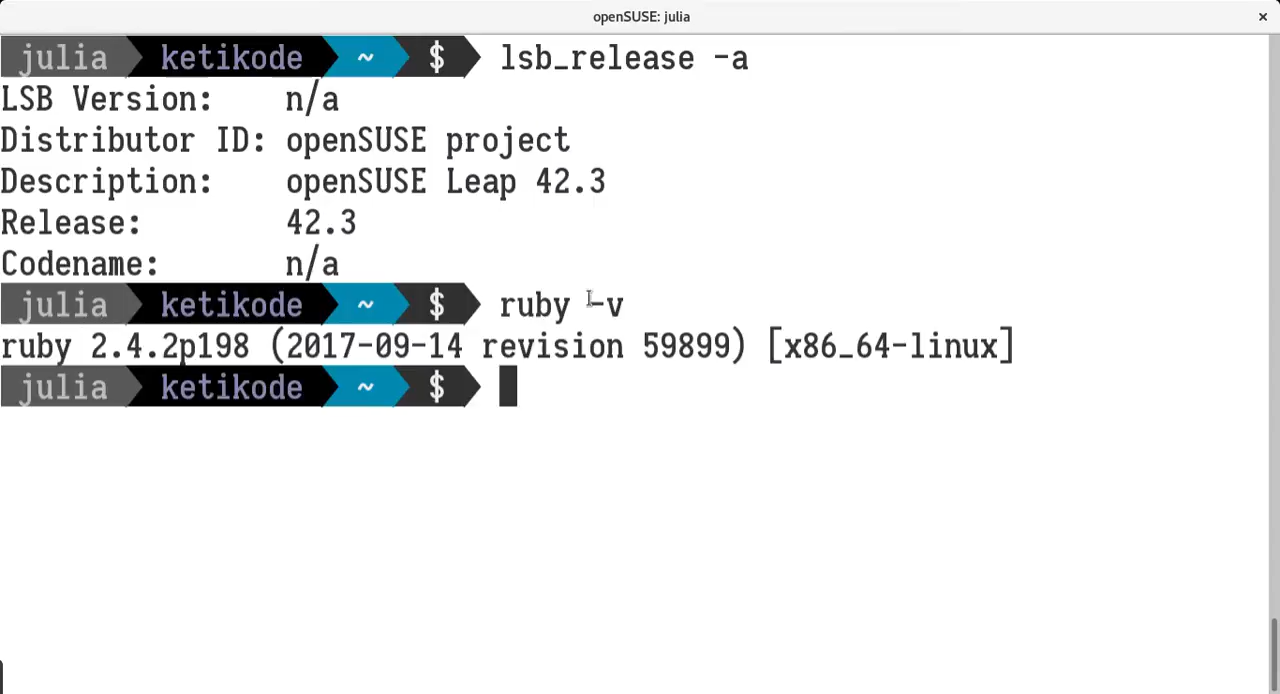 openSUSE: julia ×
julia ketikode ~ $ lsb_release -a
LSB Version: n/a
Distributor ID: openSUSE project
Description: openSUSE Leap 42.3
Release: 42.3
Codename: n/a
julia ketikode ~ $ ruby -v
ruby 2.4.2p198 (2017-09-14 revision 59899) [x86_64-linux]
julia ketikode ~ $